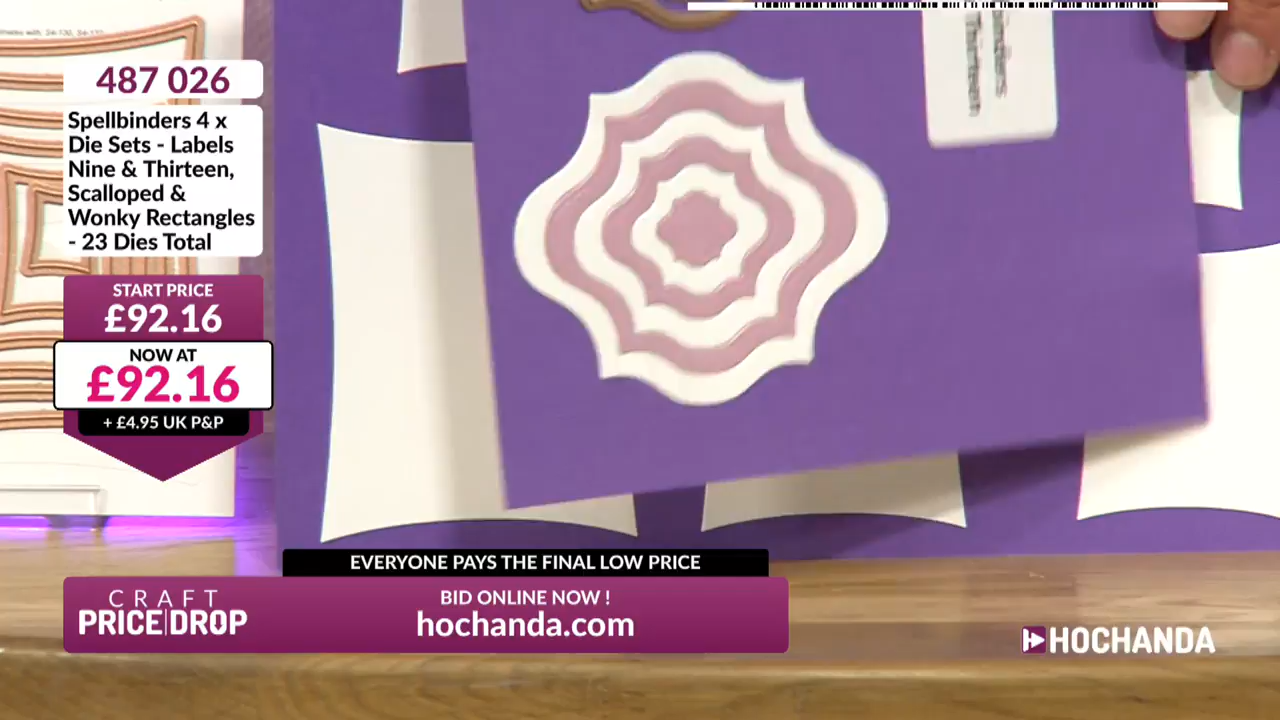 487 026
Spellbinders 4 x
Die Sets - Labels
Nine & Thirteen,
Scalloped &
Wonky Rectangles
- 23 Dies Total
START PRICE
£92.16
NOW AT
£92.16
+ £4.95 UK P&P
EVERYONE PAYS THE FINAL LOW PRICE
CRAFT
PRICE DROP
BID ONLINE NOW !
hochanda.com
HOCHANDA